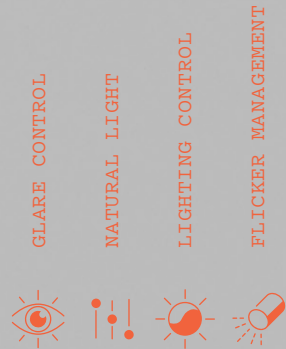 GLARE CONTROL
NATURAL LIGHT
LIGHTING CONTROL
FLICKER MANAGEMENT